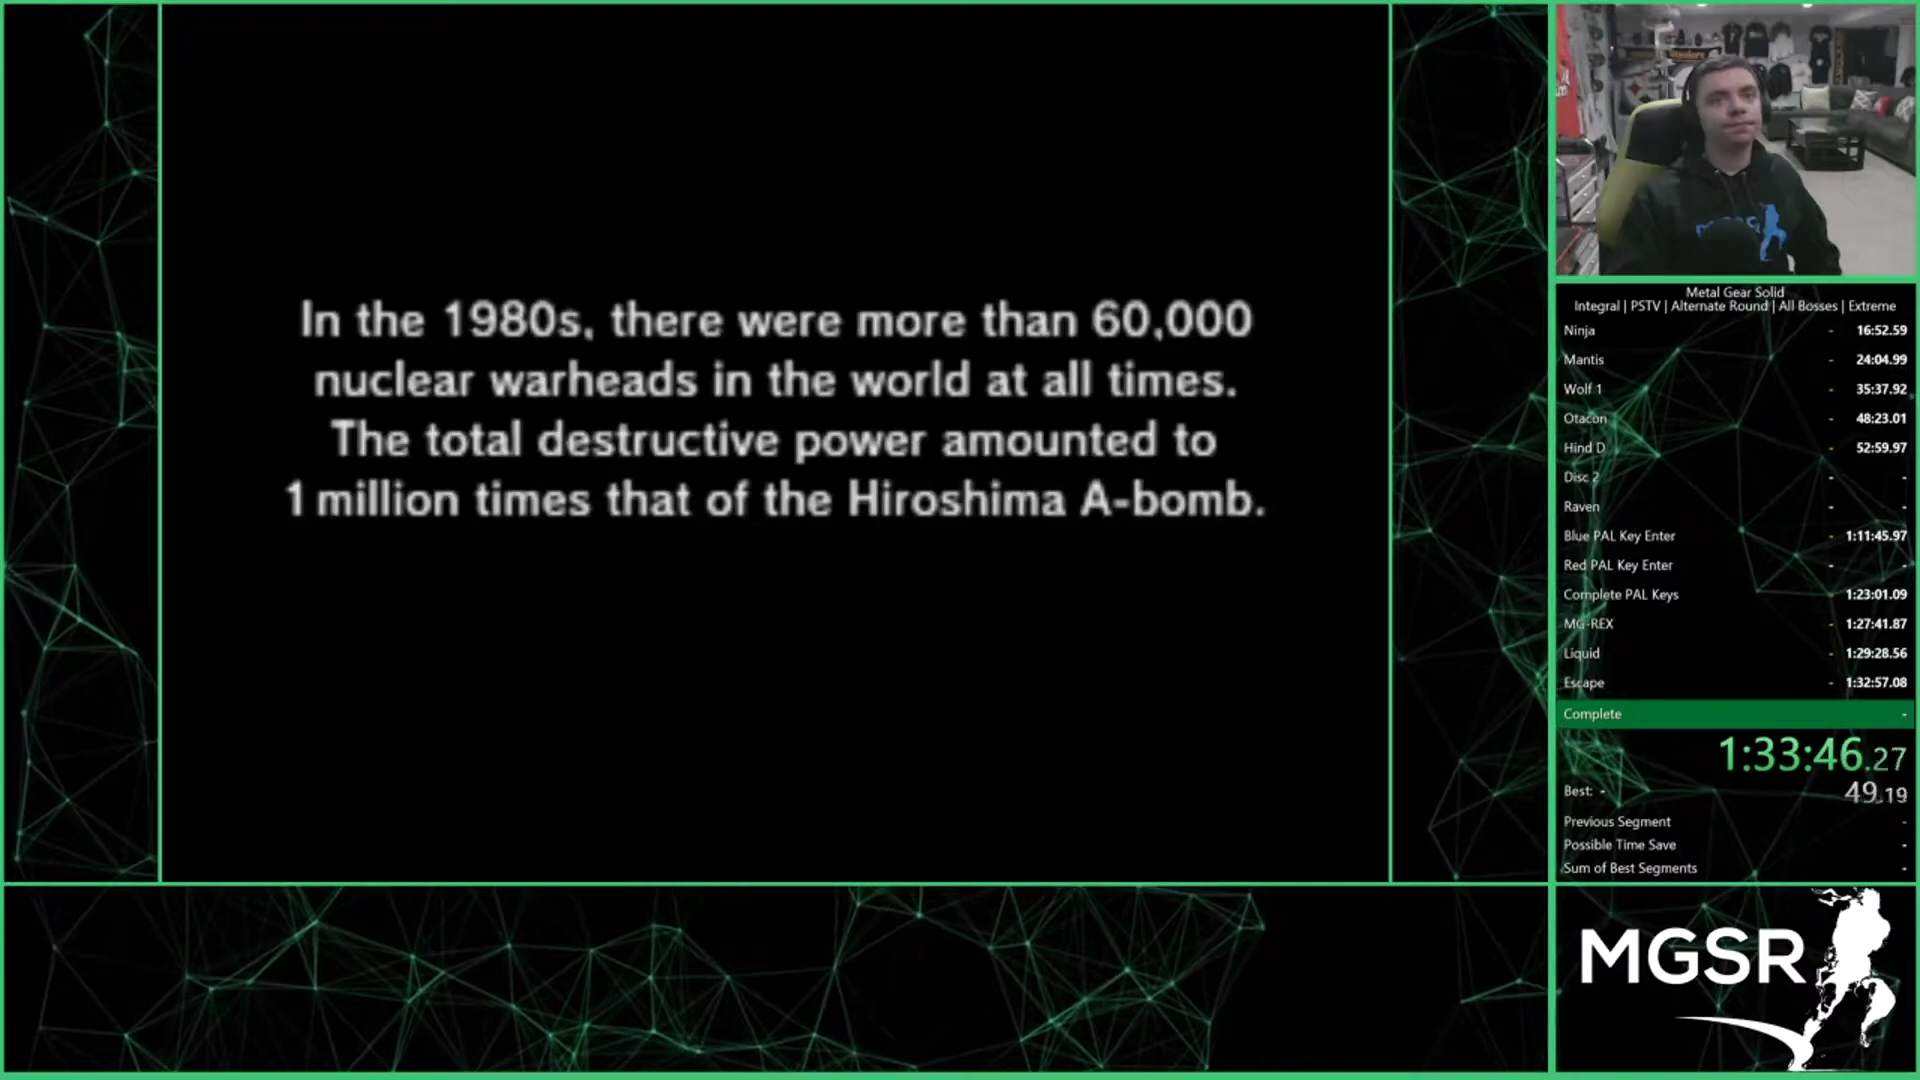 In the 1980s, there were more than 60,000
nuclear warheads in the world at all times.
The total destructive power amounted to
1 million times that of the Hiroshima A-bomb.
Steelers
Metal Gear Solid
Integral | PSTV | Alternate Round | All Bosses | Extreme
Ninja - 16:52.59
Mantis - 24:04.99
Wolf 1 - 35:37.92
Otacon - 48:23.01
Hind D - 52:59.97
Disc 2 - -
Raven - -
Blue PAL Key Enter - 1:11:45.97
Red PAL Key Enter - -
Complete PAL Keys - 1:23:01.09
MG-REX - 1:27:41.87
Liquid - 1:29:28.56
Escape - 1:32:57.08
Complete -
1:33:46.27
Best: - 49.19
Previous Segment -
Possible Time Save -
Sum of Best Segments -
MGSR